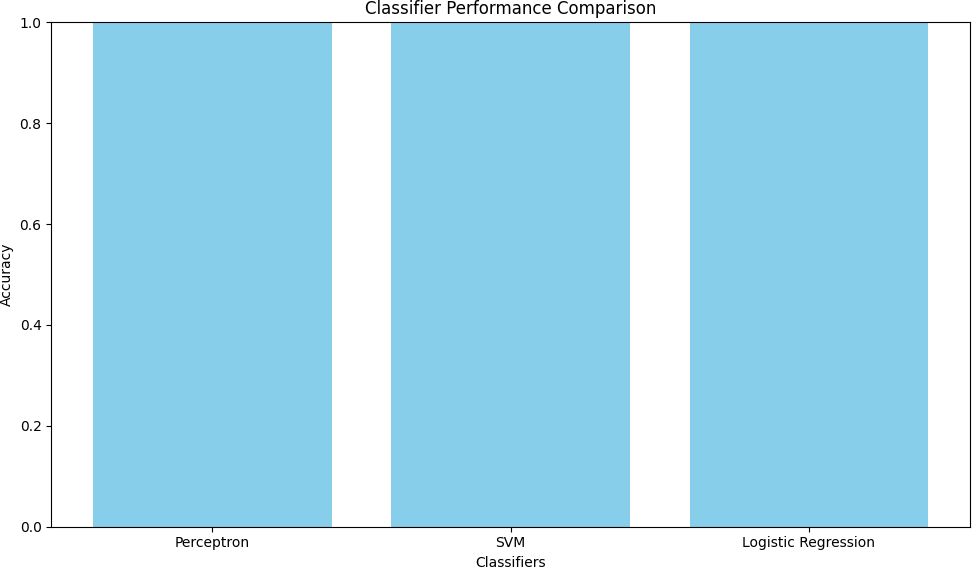 Classifier Performance Comparison
1.0
0.8
0.6
0.4
0.2
0.0
Accuracy
Perceptron
SVM
Logistic Regression
Classifiers